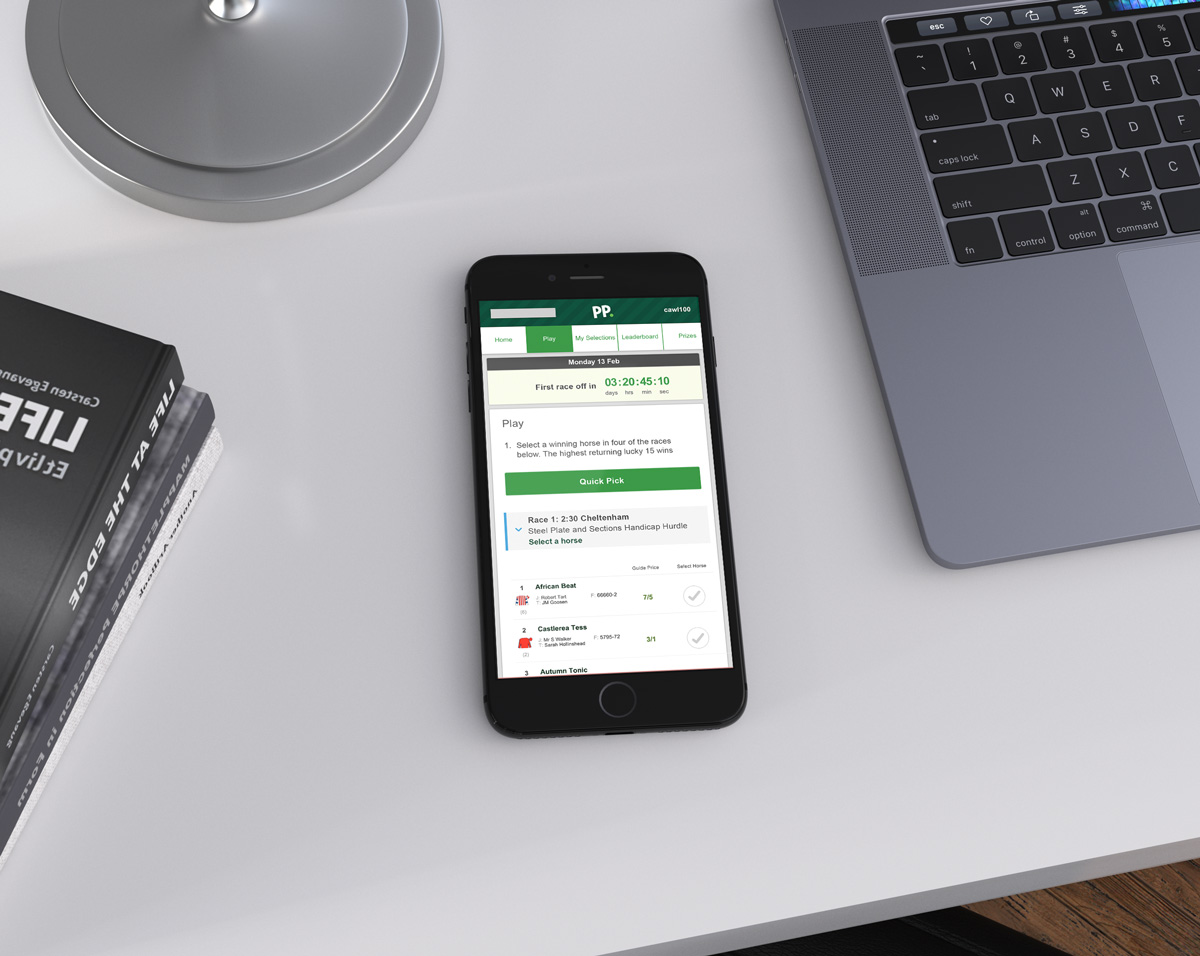 esc
~
`
!
1
@
2
#
3
$
4
%
5
tab
Q
W
E
R
caps lock
A
S
D
F
shift
Z
X
C
fn
control
alt
option
⌘
command
PP.
cawl100
Home
Play
My Selections
Leaderboard
Prizes
Monday 13 Feb
First race off in 03:20:45:10
days hrs min sec
Play
1. Select a winning horse in four of the races
below. The highest returning lucky 15 wins
Quick Pick
Race 1: 2:30 Cheltenham
Steel Plate and Sections Handicap Hurdle
Select a horse
Guide Price Select Horse
1 African Beat
J: Robert Tart F: 66660-2 7/5
T: JM Goosen
(6)
2 Castlerea Tess
J: Mr S Walker F: 5795-72 3/1
T: Sarah Hollinshead
(2)
3 Autumn Tonic
Carsten Egevang
LIFE
Et liv p
LIFE AT THE EDGE
Carsten Egevang
MAPPLETHORPE
Perfection in Form
Another